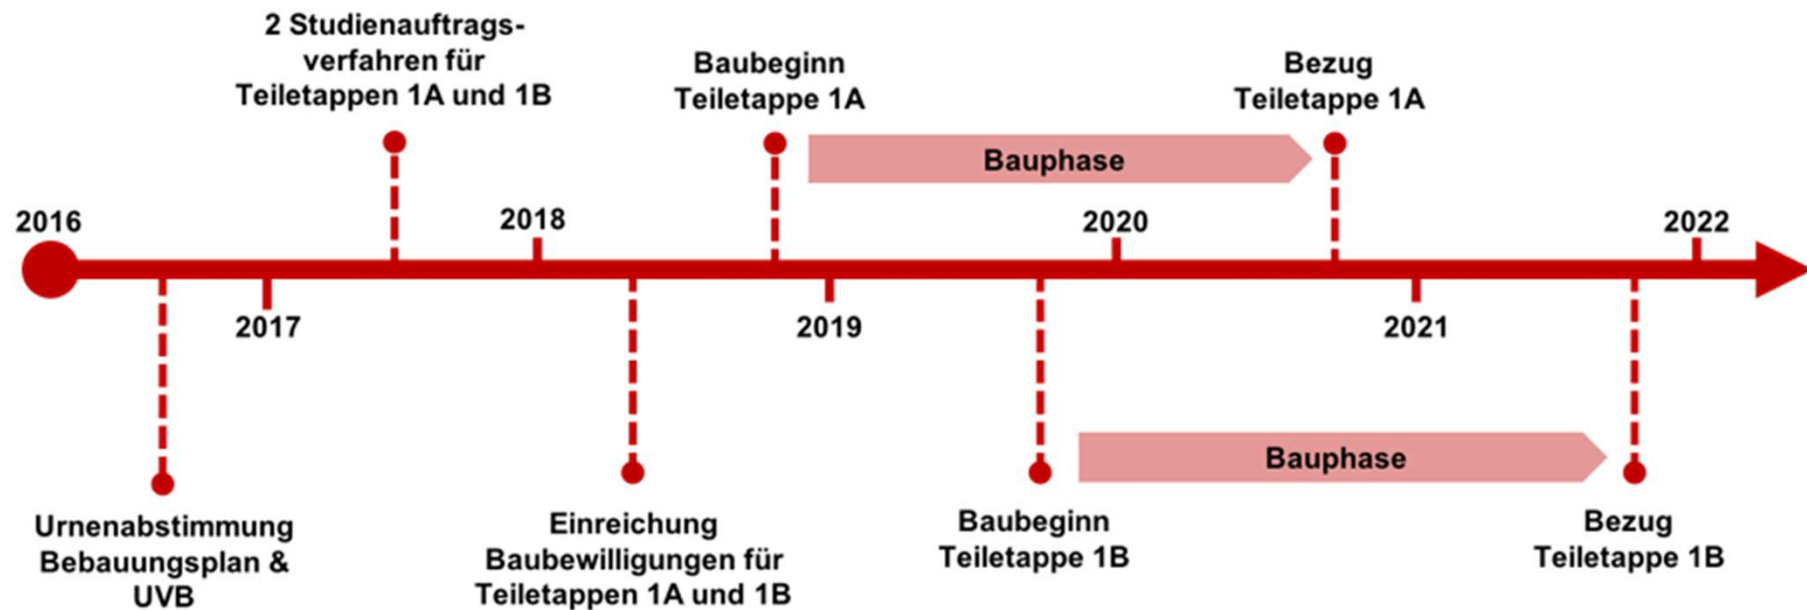 2 Studienauftrags-
verfahren für
Teiletappen 1A und 1B
Baubeginn
Teiletappe 1A
Bezug
Teiletappe 1A
Bauphase
2016
2018
2020
2022
2017
2019
2021
Bauphase
Urnenabstimmung
Bebauungsplan &
UVB
Einreichung
Baubewilligungen für
Teiletappen 1A und 1B
Baubeginn
Teiletappe 1B
Bezug
Teiletappe 1B